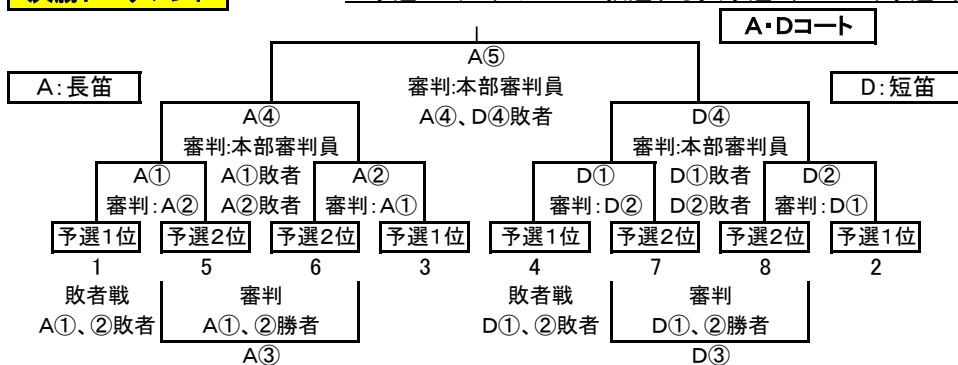 A・Dコート
A⑤
A：長笛 審判:本部審判員 D：短笛
A④ A④、D④敗者 D④
審判:本部審判員 審判:本部審判員
A① A①敗者 A② D① D①敗者 D②
審判：A② A②敗者 審判：A① 審判：D② D②敗者 審判：D①
予選1位 予選2位 予選2位 予選1位 予選1位 予選2位 予選2位 予選1位
1 5 6 3 4 7 8 2
敗者戦 審判 敗者戦 審判
A①、②敗者 A①、②勝者 D①、②敗者 D①、②勝者
A③ D③